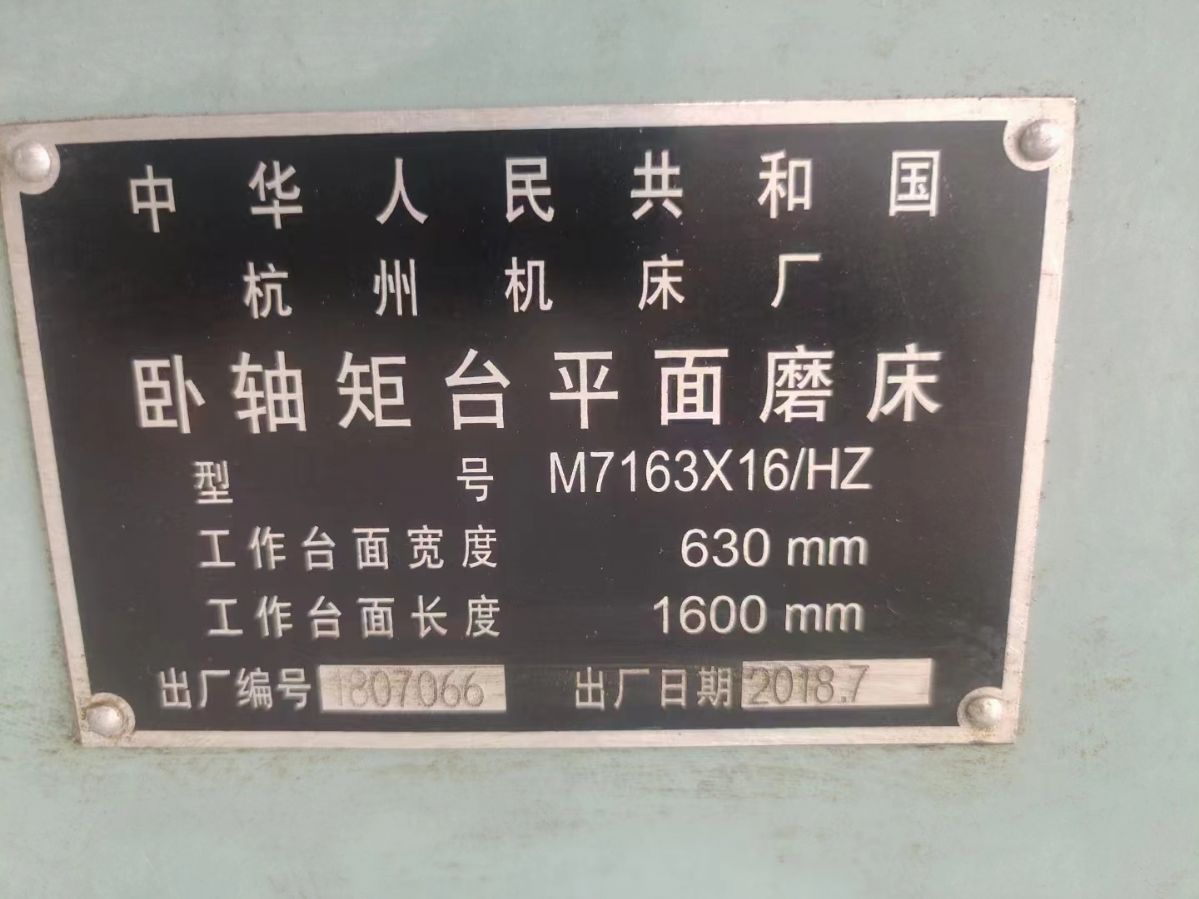 中华人民共和国
杭州机床厂
卧轴矩台平面磨床
型号 M7163X16/HZ
工作台面宽度 630 mm
工作台面长度 1600 mm
出厂编号 1807066 出厂日期 2018.7